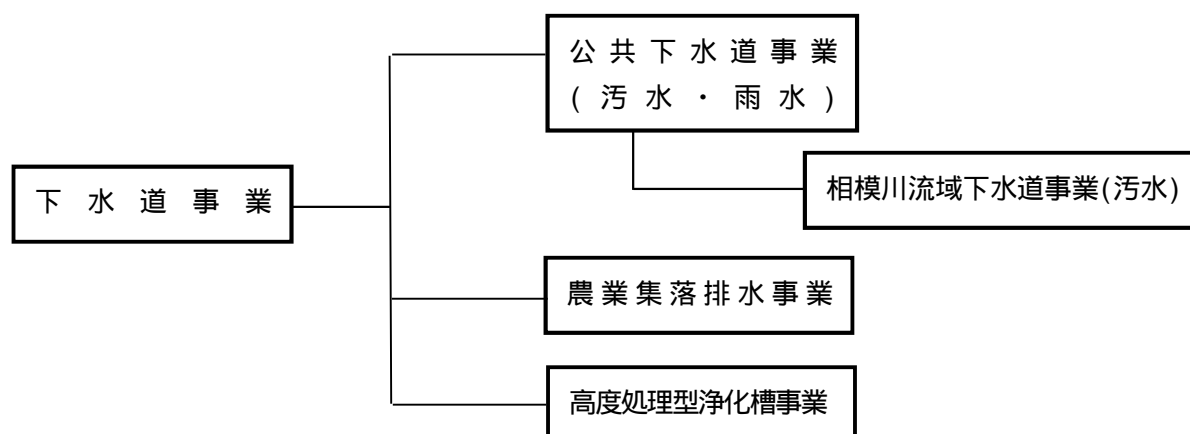 公共下水道事業
(汚水・雨水)
相模川流域下水道事業(汚水)
下水道事業
農業集落排水事業
高度処理型浄化槽事業